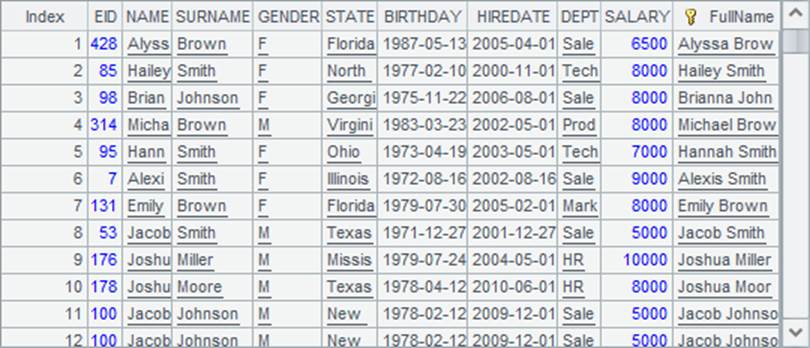 Index EID NAME SURNAME GENDER STATE BIRTHDAY HIREDATE DEPT SALARY FullName
1 428 Alyss Brown F Florida 1987-05-13 2005-04-01 Sale 6500 Alyssa Brow
2 85 Hailey Smith F North 1977-02-10 2000-11-01 Tech 8000 Hailey Smith
3 98 Brian Johnson F Georgi 1975-11-22 2006-08-01 Sale 8000 Brianna John
4 314 Micha Brown M Virgini 1983-03-23 2002-05-01 Prod 8000 Michael Brow
5 95 Hann Smith F Ohio 1973-04-19 2003-05-01 Tech 7000 Hannah Smith
6 7 Alexi Smith F Illinois 1972-08-16 2002-08-16 Sale 9000 Alexis Smith
7 131 Emily Brown F Florida 1979-07-30 2005-02-01 Mark 8000 Emily Brown
8 53 Jacob Smith M Texas 1971-12-27 2001-12-27 Sale 5000 Jacob Smith
9 176 Joshu Miller M Missis 1979-07-24 2004-05-01 HR 10000 Joshua Miller
10 178 Joshu Moore M Texas 1978-04-12 2010-06-01 HR 8000 Joshua Moor
11 100 Jacob Johnson M New 1978-02-12 2009-12-01 Sale 5000 Jacob Johnso
12 100 Jacob Johnson M New 1978-02-12 2009-12-01 Sale 5000 Jacob Johnso